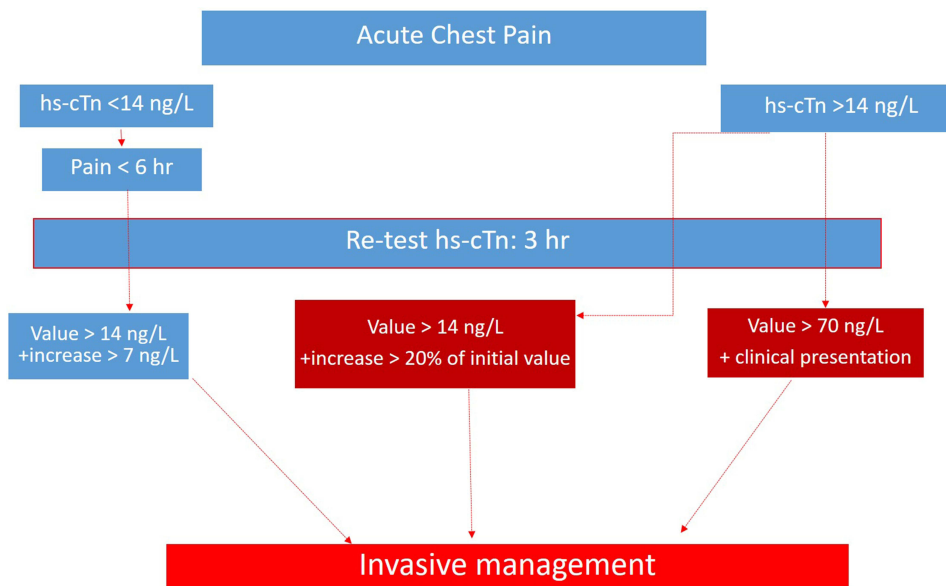 Acute Chest Pain
hs-cTn <14 ng/L
hs-cTn >14 ng/L
Pain < 6 hr
Re-test hs-cTn: 3 hr
Value > 14 ng/L
+increase > 7 ng/L
Value > 14 ng/L
+increase > 20% of initial value
Value > 70 ng/L
+ clinical presentation
Invasive management